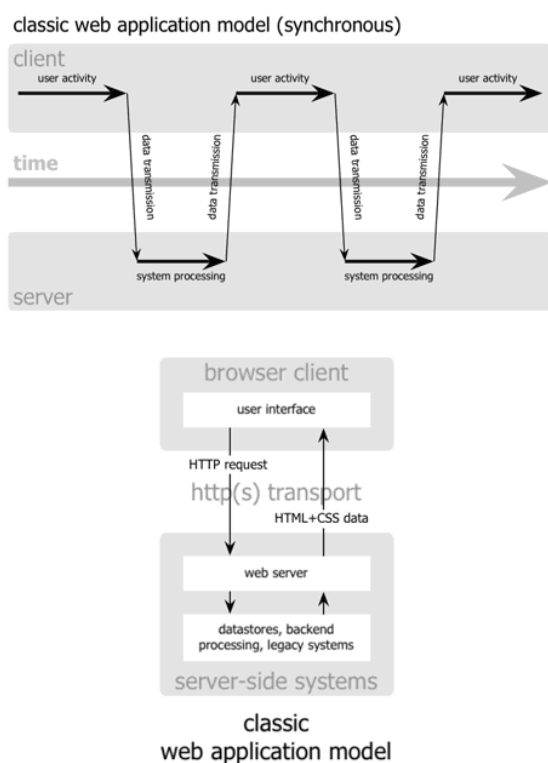 classic web application model (synchronous)
client
user activity
user activity
user activity
data transmission
data transmission
data transmission
data transmission
time
system processing
system processing
server
browser client
user interface
HTTP request
http(s) transport
HTML+CSS data
web server
datastores, backend
processing, legacy systems
server-side systems
classic
web application model